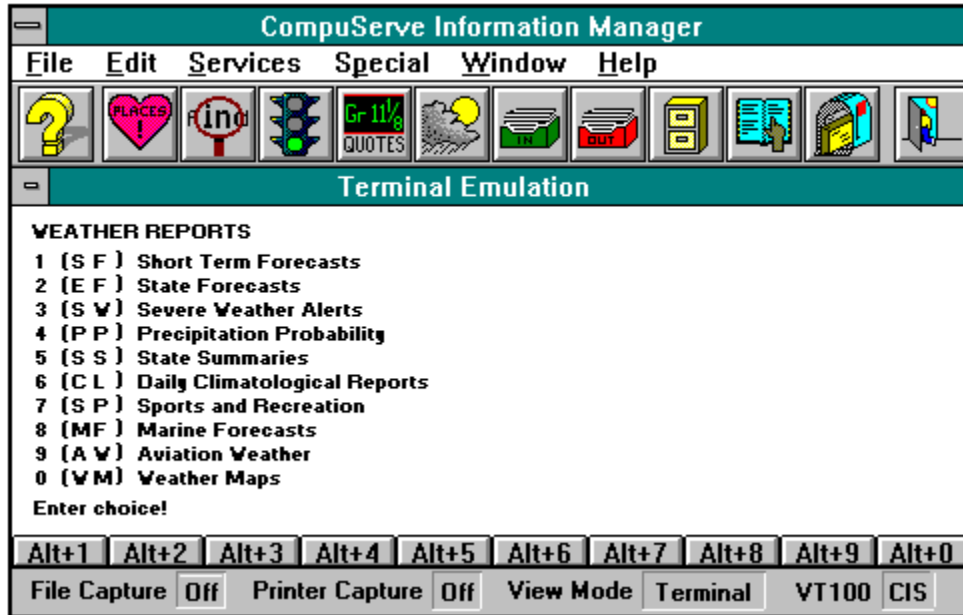 CompuServe Information Manager
File Edit Services Special Window Help
PLACES ! Find Gr 11⅛ QUOTES IN OUT
Terminal Emulation
WEATHER REPORTS
1 (S F ) Short Term Forecasts
2 (E F ) State Forecasts
3 (S W) Severe Weather Alerts
4 (P P ) Precipitation Probability
5 (S S ) State Summaries
6 (C L ) Daily Climatological Reports
7 (S P ) Sports and Recreation
8 (MF ) Marine Forecasts
9 (A W) Aviation Weather
0 (W M) Weather Maps
Enter choice!
Alt+1 Alt+2 Alt+3 Alt+4 Alt+5 Alt+6 Alt+7 Alt+8 Alt+9 Alt+0
File Capture Off Printer Capture Off View Mode Terminal VT100 CIS